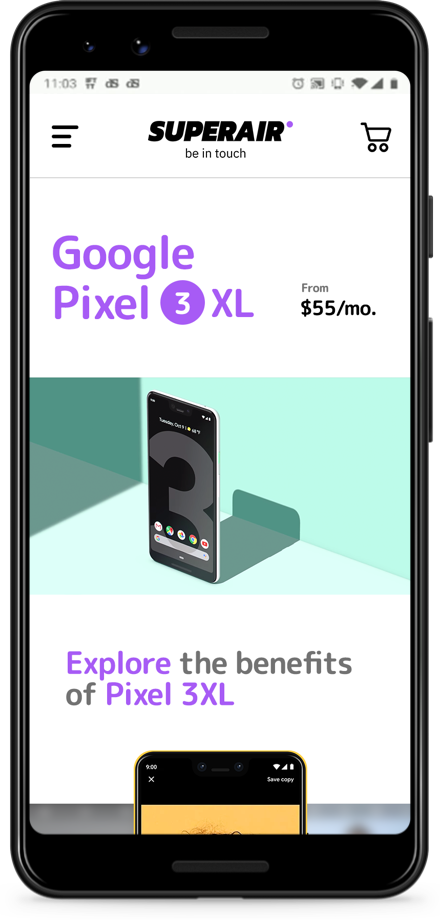 11:03
SUPERAIR
be in touch
Google
Pixel 3 XL
From
$55/mo.
Tuesday, Oct 9 | 68 °F
3
Explore the benefits
of Pixel 3XL
9:00
Save copy